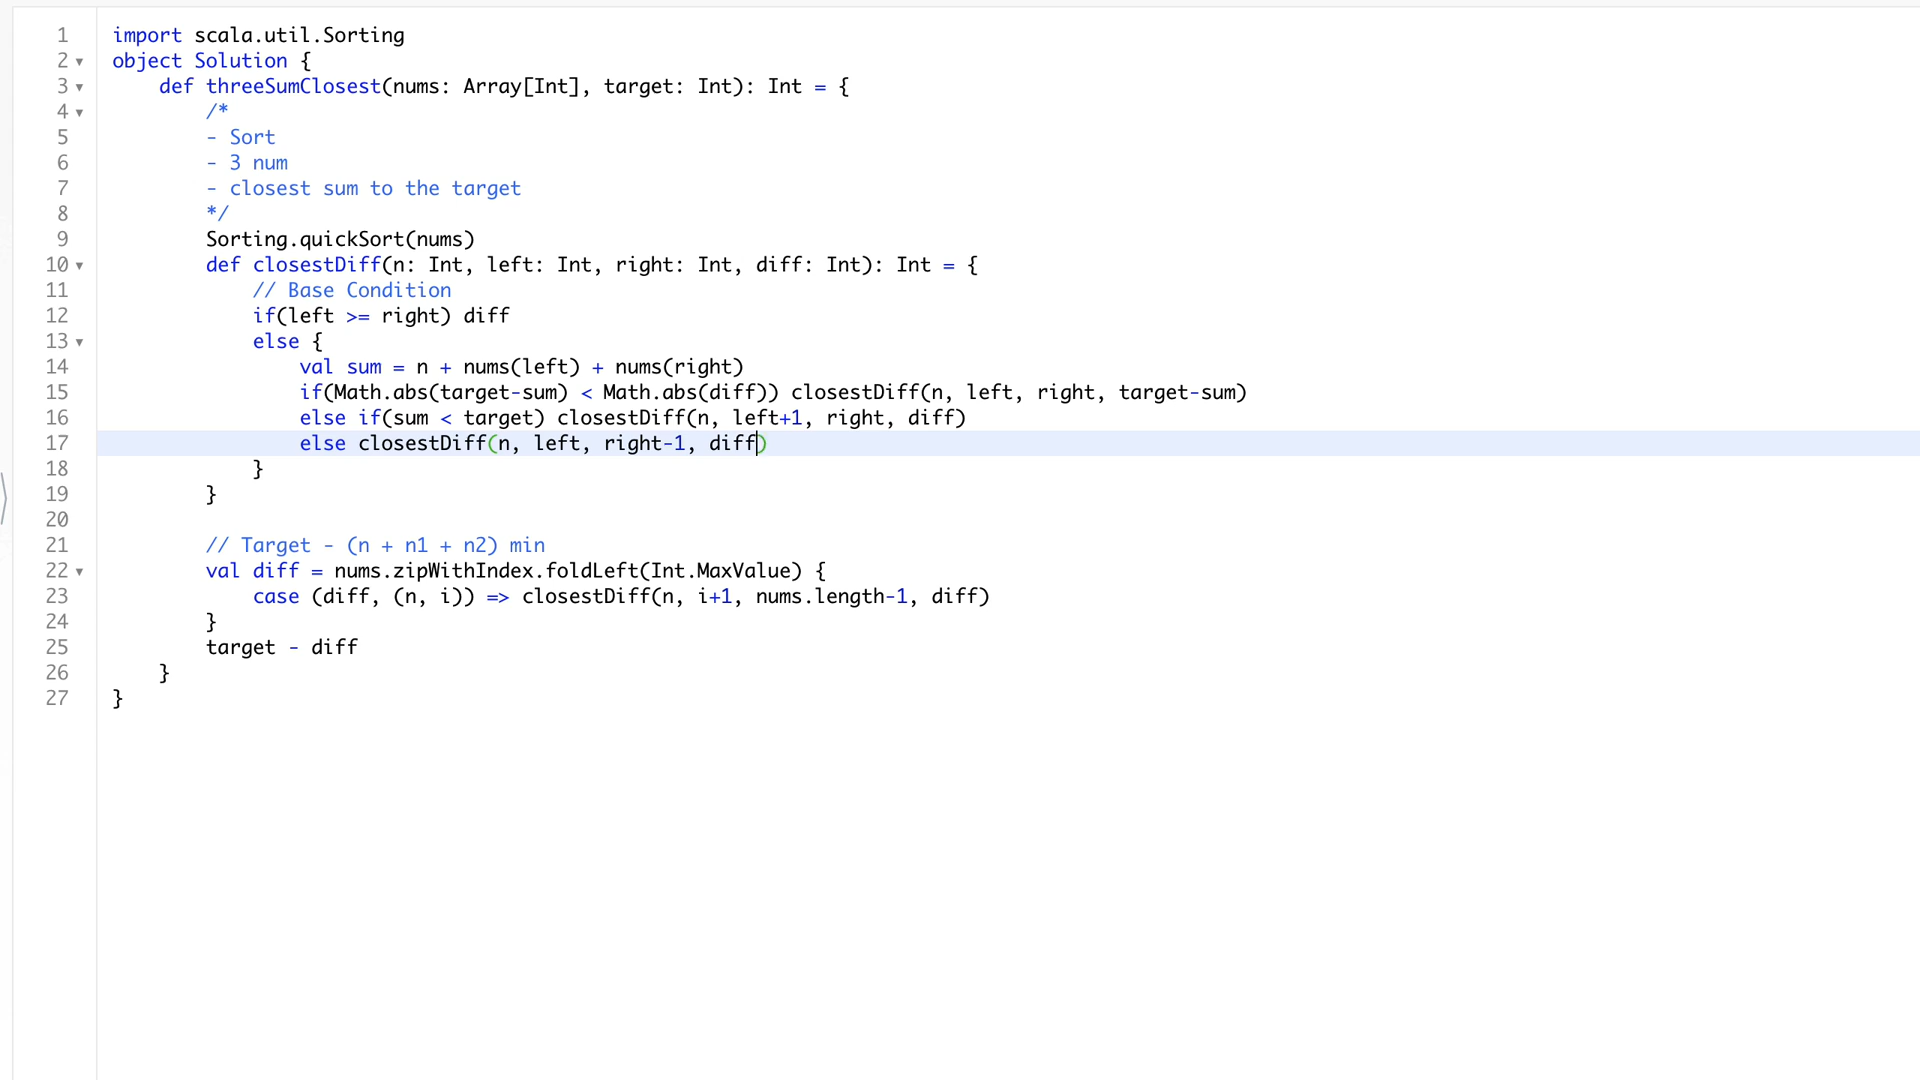 1 import scala.util.Sorting
2 object Solution {
3 def threeSumClosest(nums: Array[Int], target: Int): Int = {
4 /*
5 - Sort
6 - 3 num
7 - closest sum to the target
8 */
9 Sorting.quickSort(nums)
10 def closestDiff(n: Int, left: Int, right: Int, diff: Int): Int = {
11 // Base Condition
12 if(left >= right) diff
13 else {
14 val sum = n + nums(left) + nums(right)
15 if(Math.abs(target-sum) < Math.abs(diff)) closestDiff(n, left, right, target-sum)
16 else if(sum < target) closestDiff(n, left+1, right, diff)
17 else closestDiff(n, left, right-1, diff)
18 }
19 }
20
21 // Target - (n + n1 + n2) min
22 val diff = nums.zipWithIndex.foldLeft(Int.MaxValue) {
23 case (diff, (n, i)) => closestDiff(n, i+1, nums.length-1, diff)
24 }
25 target - diff
26 }
27 }